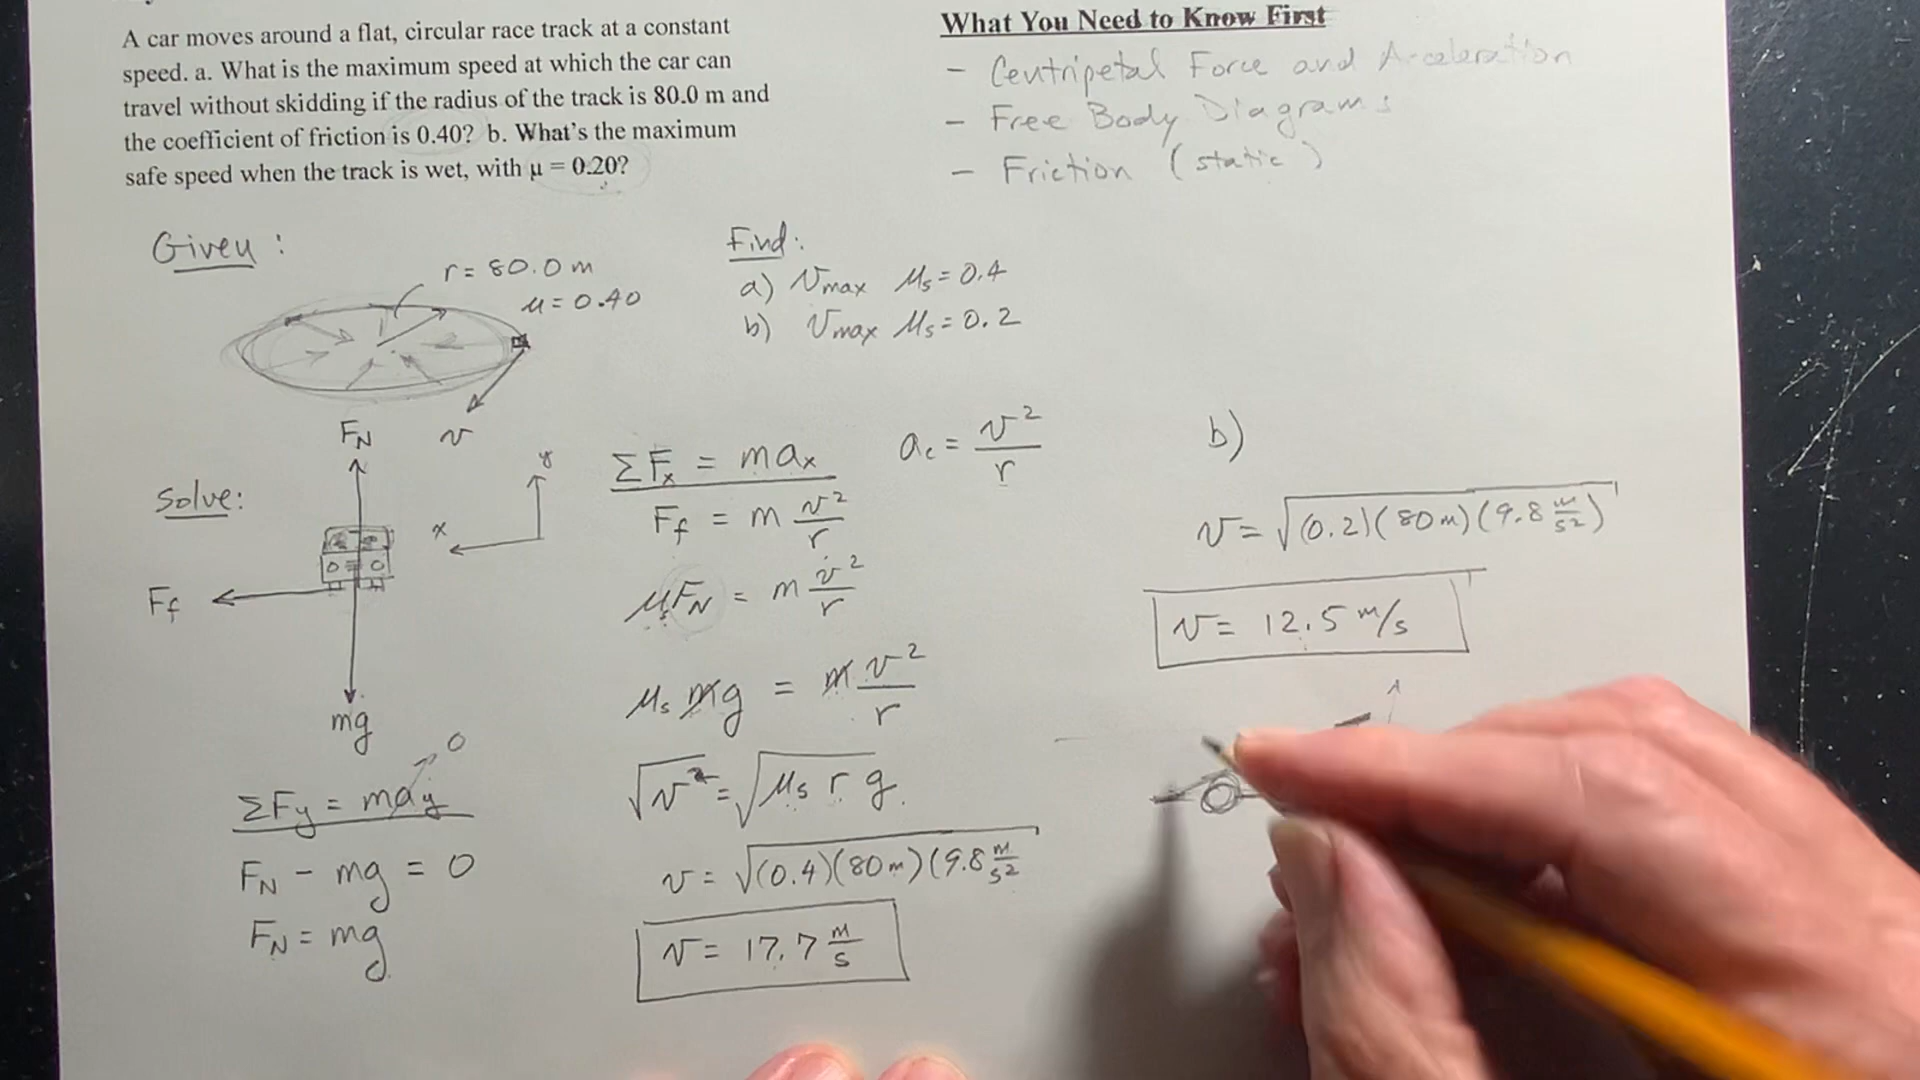 A car moves around a flat, circular race track at a constant
speed. a. What is the maximum speed at which the car can
travel without skidding if the radius of the track is 80.0 m and
the coefficient of friction is 0.40? b. What's the maximum
safe speed when the track is wet, with μ = 0.20?
What You Need to Know First
- Centripetal Force and Acceleration
- Free Body Diagrams
- Friction (static)
Given:
r = 80.0 m
μ = 0.40
v
Find:
a) vmax μs = 0.4
b) vmax μs = 0.2
Solve:
FN
y
x
Ff
mg
ΣFy = may 0
FN - mg = 0
FN = mg
ΣFx = max
ac = v²/r
Ff = m v²/r
μsFN = m v²/r
μs mg = m v²/r
√v² = √μs r g
v = √(0.4)(80m)(9.8 m/s²
v = 17.7 m/s
b)
v = √(0.2)(80m)(9.8 m/s²)
v = 12.5 m/s